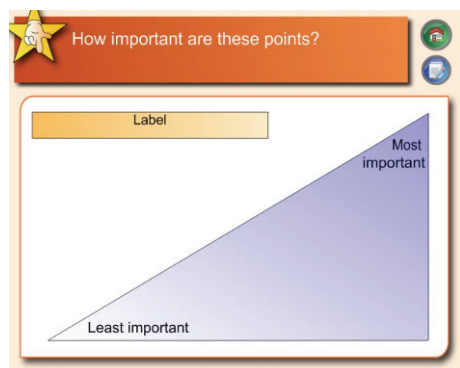 How important are these points?
Label
Most
important
Least important